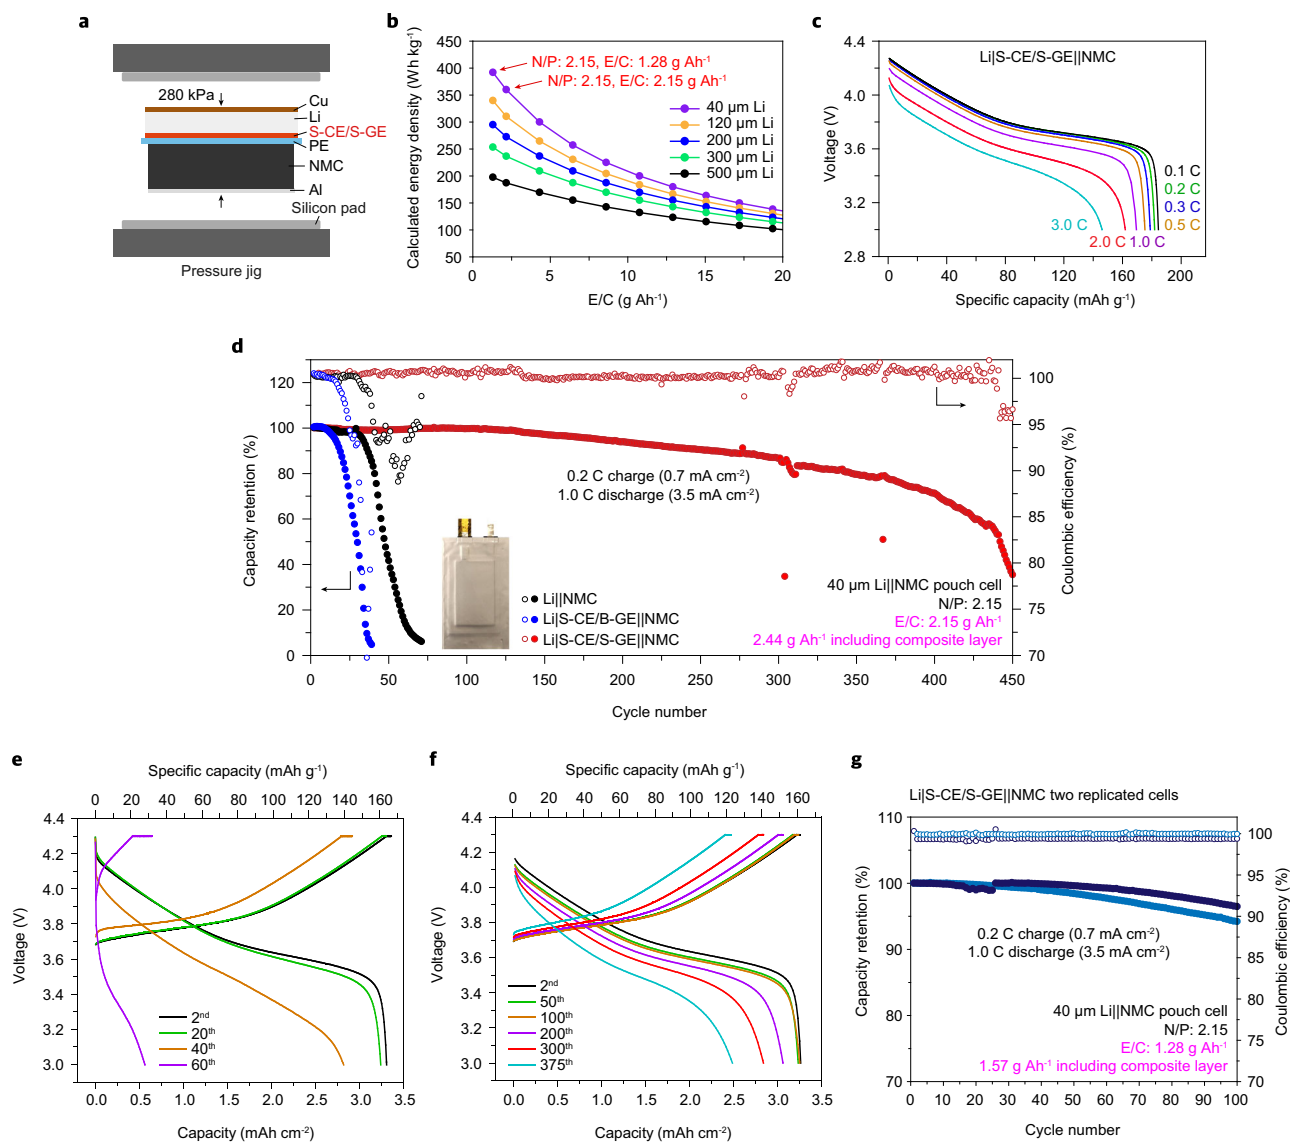 a
280 kPa
Cu
Li
S-CE/S-GE
PE
NMC
Al
Silicon pad
Pressure jig
b
Calculated energy density (Wh kg⁻¹)
450
400
350
300
250
200
150
100
50
N/P: 2.15, E/C: 1.28 g Ah⁻¹
N/P: 2.15, E/C: 2.15 g Ah⁻¹
40 µm Li
120 µm Li
200 µm Li
300 µm Li
500 µm Li
0 5 10 15 20
E/C (g Ah⁻¹)
c
Voltage (V)
4.4
4.0
3.6
3.2
2.8
Li|S-CE/S-GE||NMC
0.1 C
0.2 C
0.3 C
0.5 C
3.0 C
2.0 C
1.0 C
0 40 80 120 160 200
Specific capacity (mAh g⁻¹)
d
Capacity retention (%)
120
100
80
60
40
20
0
Coulombic efficiency (%)
100
95
90
85
80
75
70
0.2 C charge (0.7 mA cm⁻²)
1.0 C discharge (3.5 mA cm⁻²)
Li||NMC
Li|S-CE/B-GE||NMC
Li|S-CE/S-GE||NMC
40 µm Li||NMC pouch cell
N/P: 2.15
E/C: 2.15 g Ah⁻¹
2.44 g Ah⁻¹ including composite layer
0 25 50 75 100 150 200 250 300 350 400 450
Cycle number
e
Specific capacity (mAh g⁻¹)
0 20 40 60 80 100 120 140 160
Voltage (V)
4.4
4.2
4.0
3.8
3.6
3.4
3.2
3.0
2ⁿᵈ
20ᵗʰ
40ᵗʰ
60ᵗʰ
0.0 0.5 1.0 1.5 2.0 2.5 3.0 3.5
Capacity (mAh cm⁻²)
f
Specific capacity (mAh g⁻¹)
0 20 40 60 80 100 120 140 160
Voltage (V)
4.4
4.2
4.0
3.8
3.6
3.4
3.2
3.0
2ⁿᵈ
50ᵗʰ
100ᵗʰ
200ᵗʰ
300ᵗʰ
375ᵗʰ
0.0 0.5 1.0 1.5 2.0 2.5 3.0 3.5
Capacity (mAh cm⁻²)
g
Li|S-CE/S-GE||NMC two replicated cells
Capacity retention (%)
110
100
90
80
70
Coulombic efficiency (%)
100
95
90
85
80
75
70
0.2 C charge (0.7 mA cm⁻²)
1.0 C discharge (3.5 mA cm⁻²)
40 µm Li||NMC pouch cell
N/P: 2.15
E/C: 1.28 g Ah⁻¹
1.57 g Ah⁻¹ including composite layer
0 10 20 30 40 50 60 70 80 90 100
Cycle number